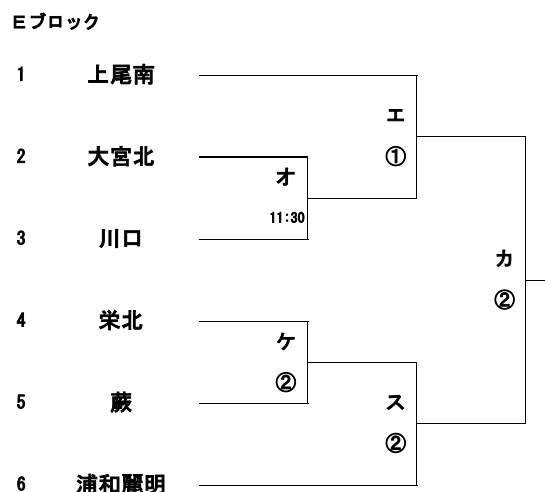 Eブロック
1 上尾南
エ
①
2 大宮北
オ
11:30
3 川口
カ
②
4 栄北
ケ
②
5 蕨
ス
②
6 浦和麗明